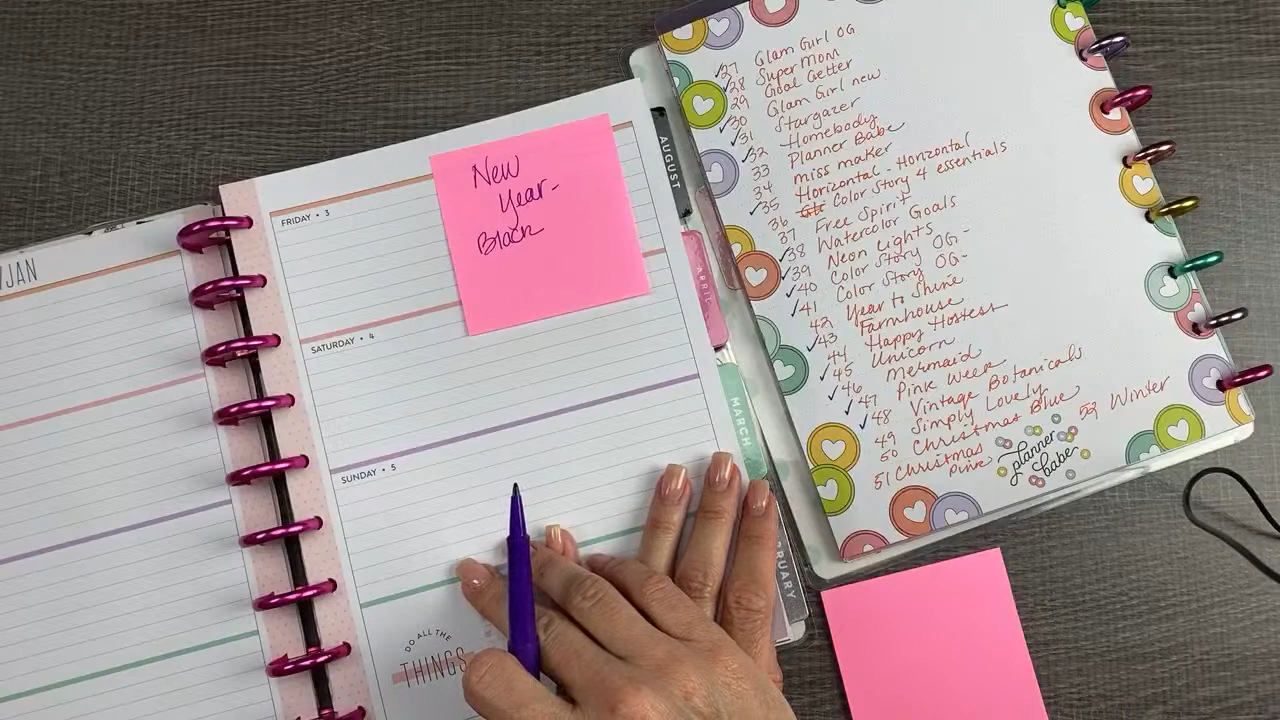 JAN
FRIDAY • 3
SATURDAY • 4
SUNDAY • 5
DO ALL THE
THINGS
New
Year-
Black
AUGUST
APRIL
MARCH
RUARY
27 Glam Girl OG
28 Super Mom
29 Goal Getter
30 Glam Girl new
31 Stargazer
32 Homebody
33 Planner Babe
34 miss maker
35 Horizontal - Horizontal
36 Color Story 4 essentials
37 Free Spirit
38 Watercolor Goals
39 Neon Lights
40 Color Story OG-
41 Color Story OG-
42 Year to Shine
43 Farmhouse
44 Happy Hostess
45 Unicorn
46 Mermaid
47 Pink Week
48 Vintage Botanicals
49 Simply Lovely
50 Christmas Blue
51 Christmas Pink
52 Winter
planner
babe